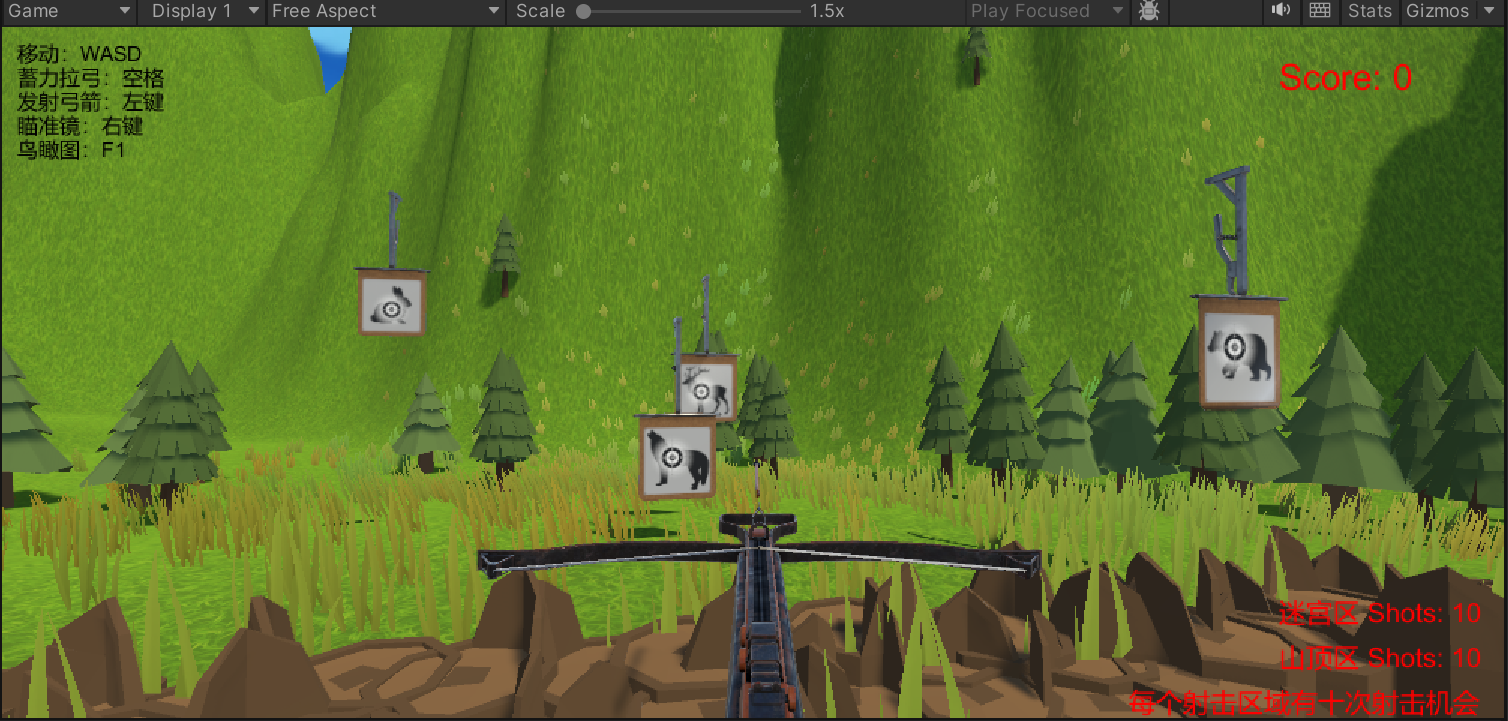 Game Display 1 Free Aspect Scale 1.5x Play Focused Stats Gizmos
移动：WASD
蓄力拉弓：空格
发射弓箭：左键
瞄准镜：右键
鸟瞰图：F1
Score: 0
迷宫区 Shots: 10
山顶区 Shots: 10
每个射击区域有十次射击机会